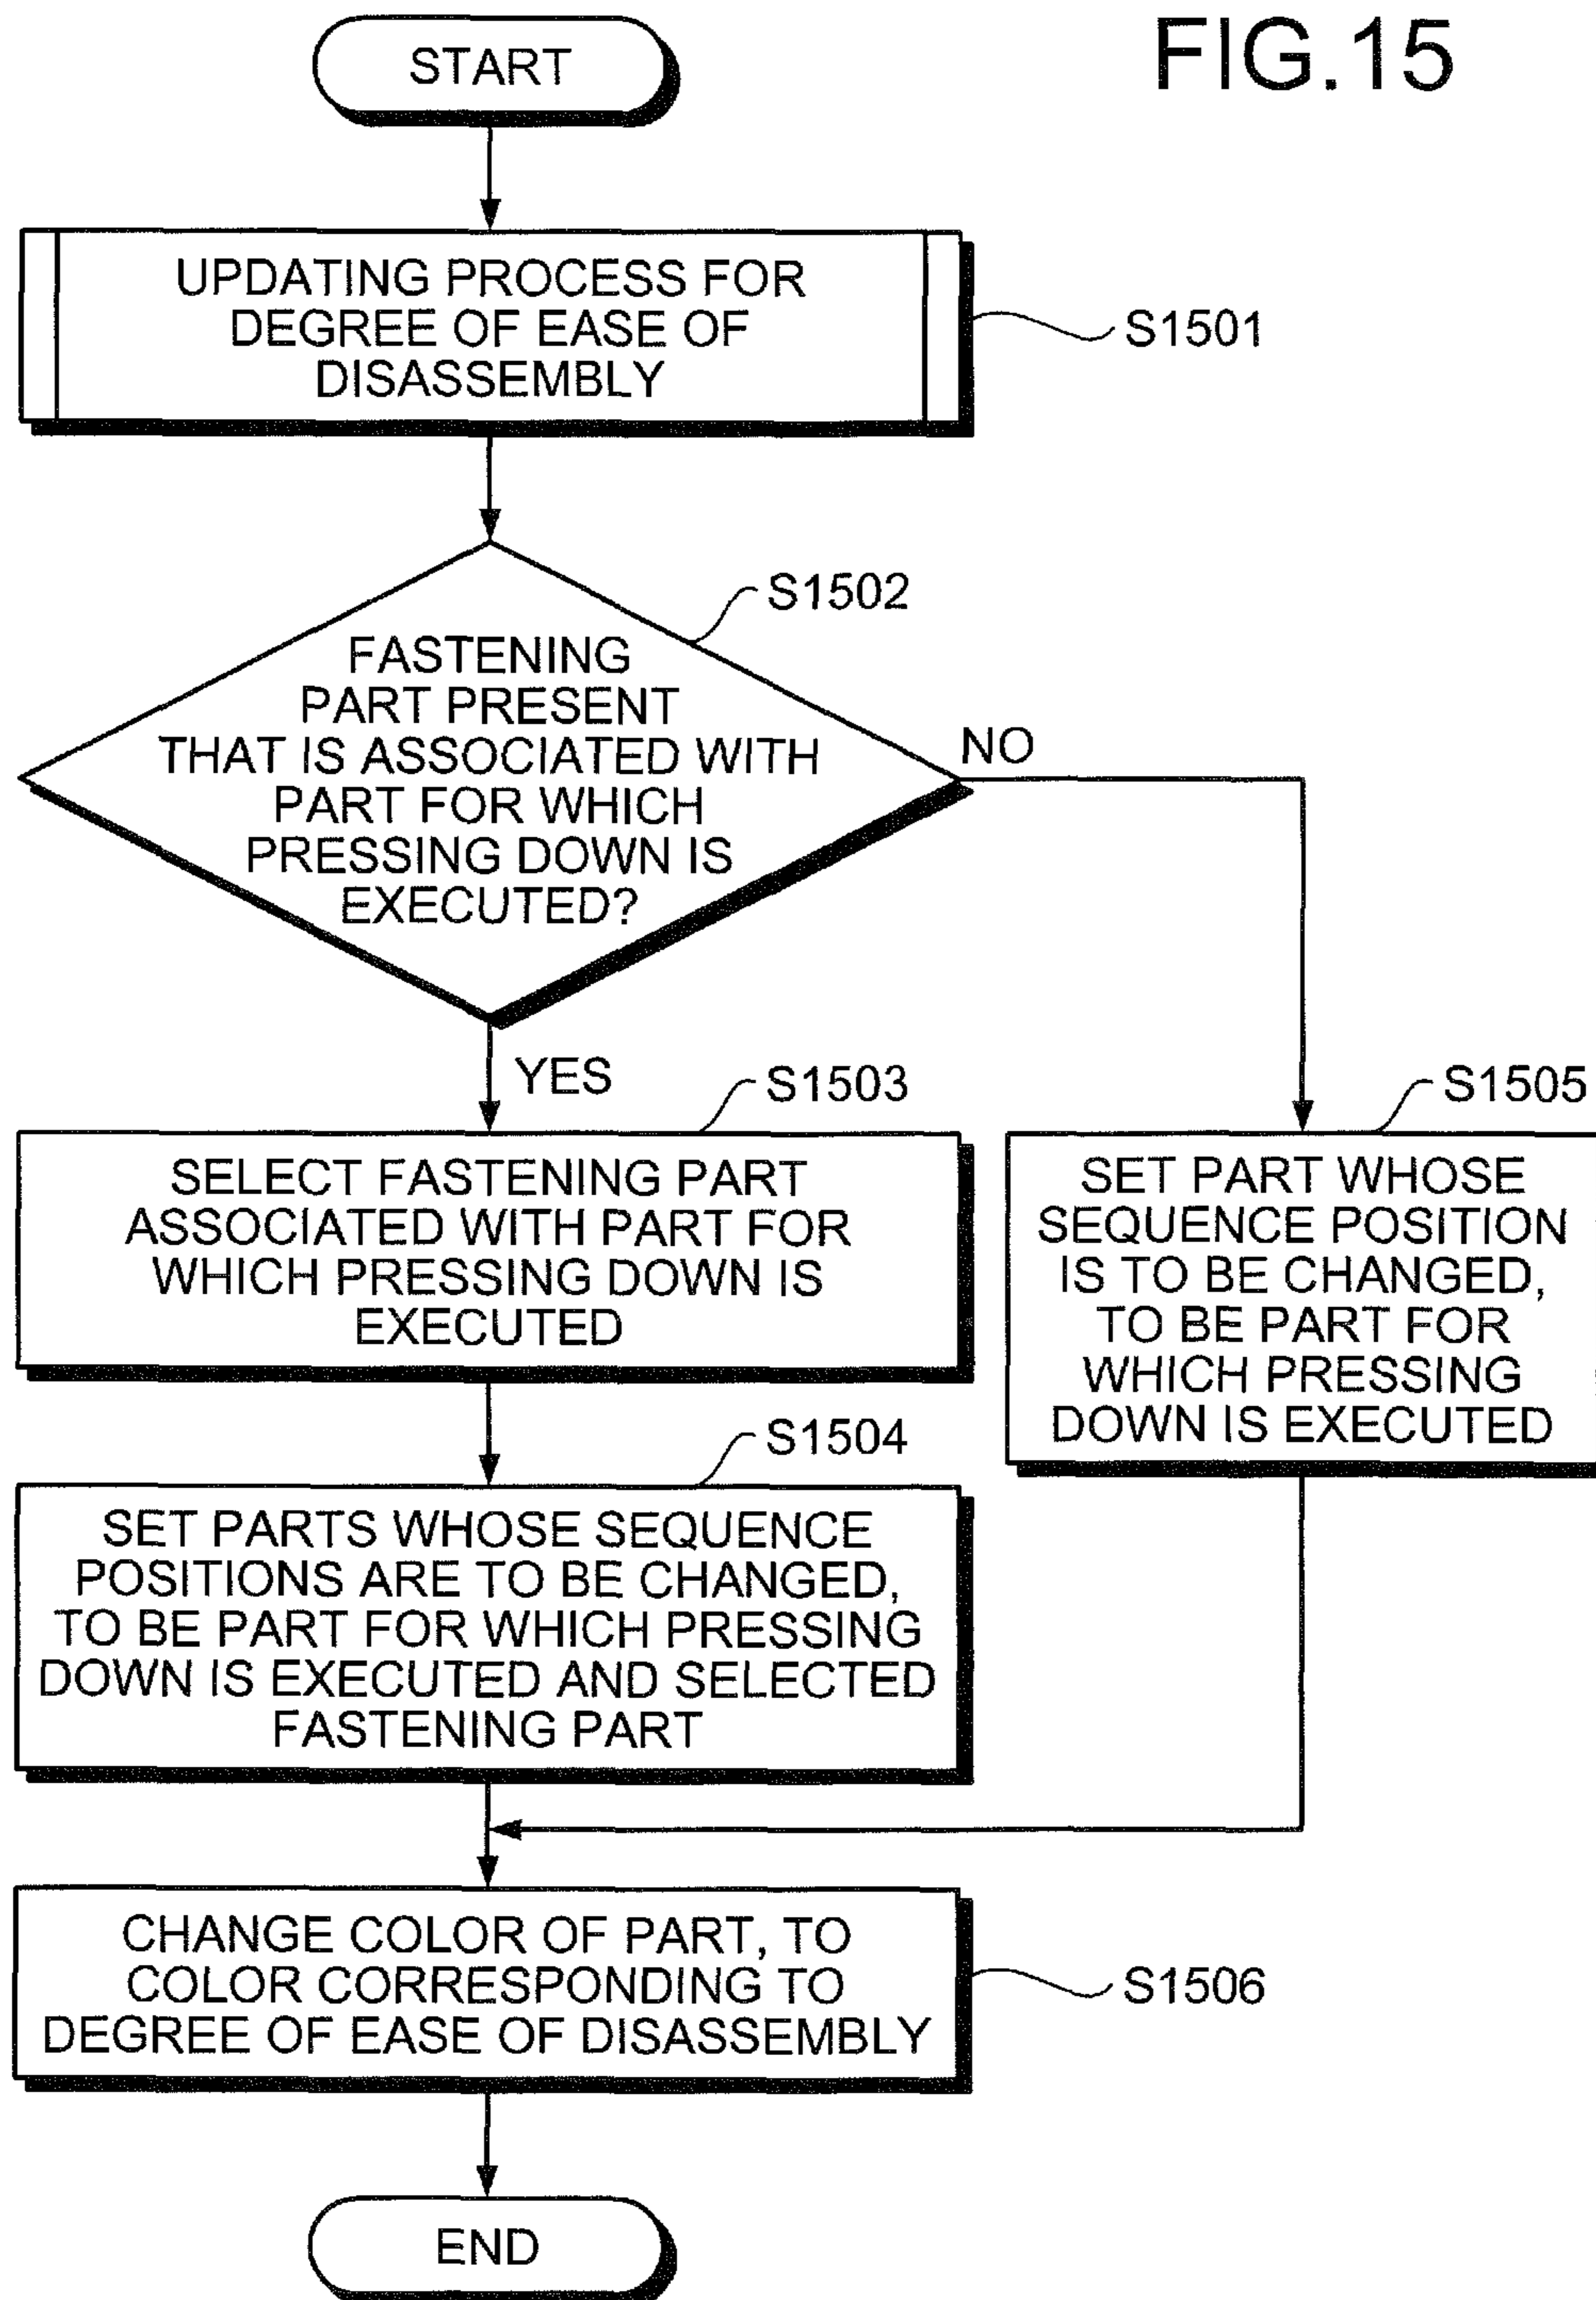 FIG.15
START
UPDATING PROCESS FOR
DEGREE OF EASE OF
DISASSEMBLY
S1501
S1502
FASTENING
PART PRESENT
THAT IS ASSOCIATED WITH
PART FOR WHICH
PRESSING DOWN IS
EXECUTED?
NO
YES
S1503
SELECT FASTENING PART
ASSOCIATED WITH PART FOR
WHICH PRESSING DOWN IS
EXECUTED
S1505
SET PART WHOSE
SEQUENCE POSITION
IS TO BE CHANGED,
TO BE PART FOR
WHICH PRESSING
DOWN IS EXECUTED
S1504
SET PARTS WHOSE SEQUENCE
POSITIONS ARE TO BE CHANGED,
TO BE PART FOR WHICH PRESSING
DOWN IS EXECUTED AND SELECTED
FASTENING PART
CHANGE COLOR OF PART, TO
COLOR CORRESPONDING TO
DEGREE OF EASE OF DISASSEMBLY
S1506
END